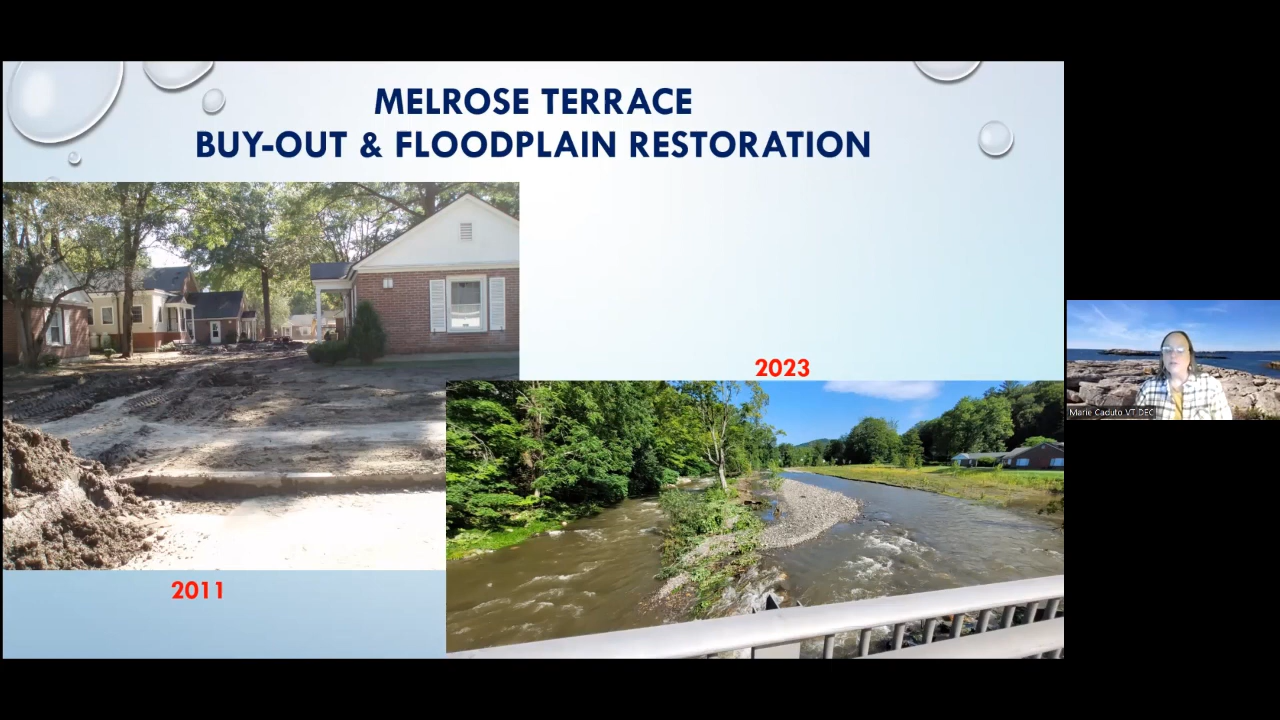 MELROSE TERRACE
BUY-OUT & FLOODPLAIN RESTORATION
2023
Marie Caduto VT DEC
2011